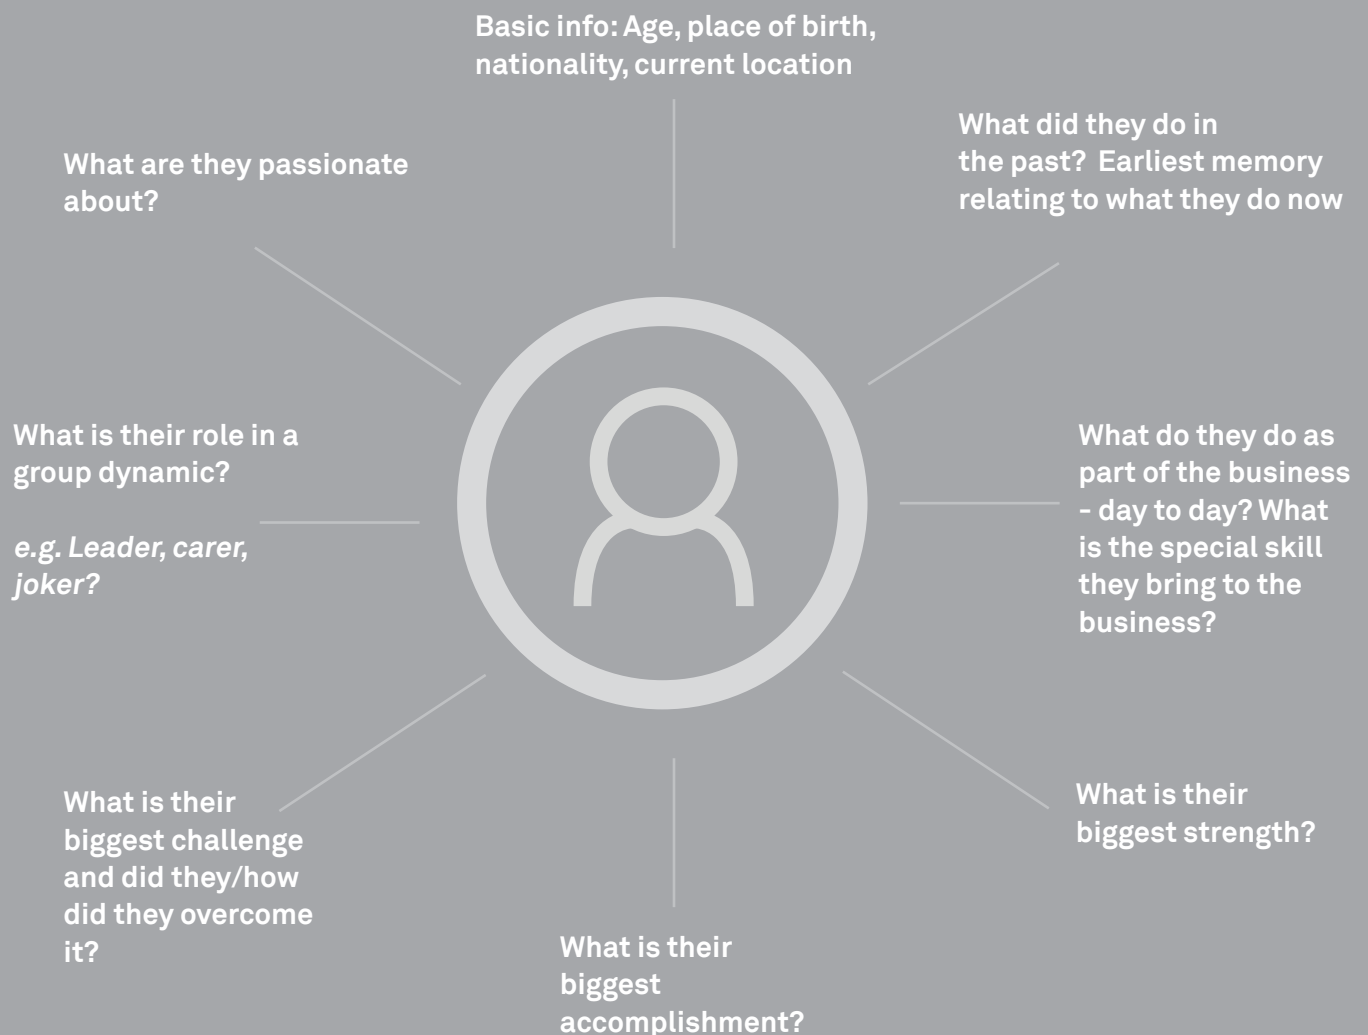 Basic info: Age, place of birth,
nationality, current location
What did they do in
the past?  Earliest memory
relating to what they do now
What do they do as
part of the business
- day to day? What
is the special skill
they bring to the
business?
What is their
biggest strength?
What is their
biggest
accomplishment?
What is their
biggest challenge
and did they/how
did they overcome
it?
What is their role in a
group dynamic?
e.g. Leader, carer,
joker?
What are they passionate
about?